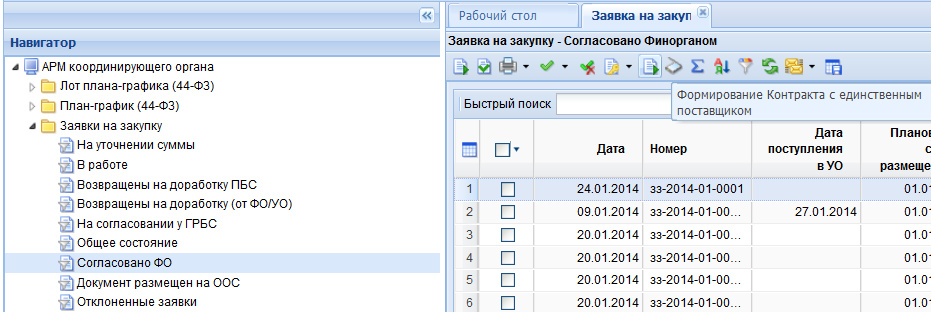 Навигатор
АРМ координирующего органа
Лот плана-графика (44-ФЗ)
План-график (44-ФЗ)
Заявки на закупку
На уточнении суммы
В работе
Возвращены на доработку ПБС
Возвращены на доработку (от ФО/УО)
На согласовании у ГРБС
Общее состояние
Согласовано ФО
Документ размещен на ООС
Отклоненные заявки
Рабочий стол
Заявка на закуп
Заявка на закупку - Согласовано Финорганом
Формирование Контракта с единственным
поставщиком
Быстрый поиск
Дата Номер Дата поступления в УО Планово с размеще
1 24.01.2014 зз-2014-01-0001 01.0
2 09.01.2014 зз-2014-01-00... 27.01.2014 01.0
3 20.01.2014 зз-2014-01-00... 01.0
4 20.01.2014 зз-2014-01-00... 01.0
5 20.01.2014 зз-2014-01-00... 01.0
6 20.01.2014 зз-2014-01-00... 01.0